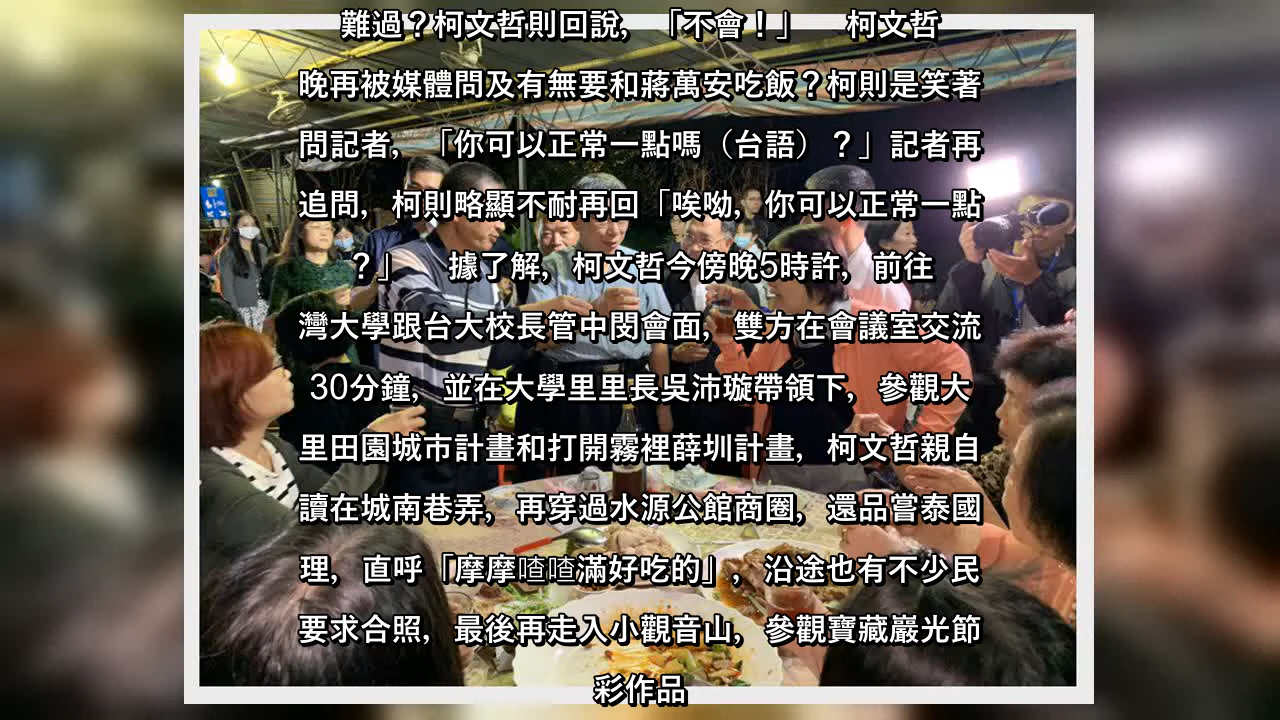 難過？柯文哲則回說，「不會！」　柯文哲
晚再被媒體問及有無要和蔣萬安吃飯？柯則是笑著
問記者，「你可以正常一點嗎（台語）？」記者再
追問，柯則略顯不耐再回「唉呦，你可以正常一點
？」　據了解，柯文哲今傍晚5時許，前往
灣大學跟台大校長管中閔會面，雙方在會議室交流
30分鐘，並在大學里里長吳沛璇帶領下，參觀大
里田園城市計畫和打開霧裡薛圳計畫，柯文哲親自
讀在城南巷弄，再穿過水源公館商圈，還品嘗泰國
理，直呼「摩摩喳喳滿好吃的」，沿途也有不少民
要求合照，最後再走入小觀音山，參觀寶藏巖光節
彩作品